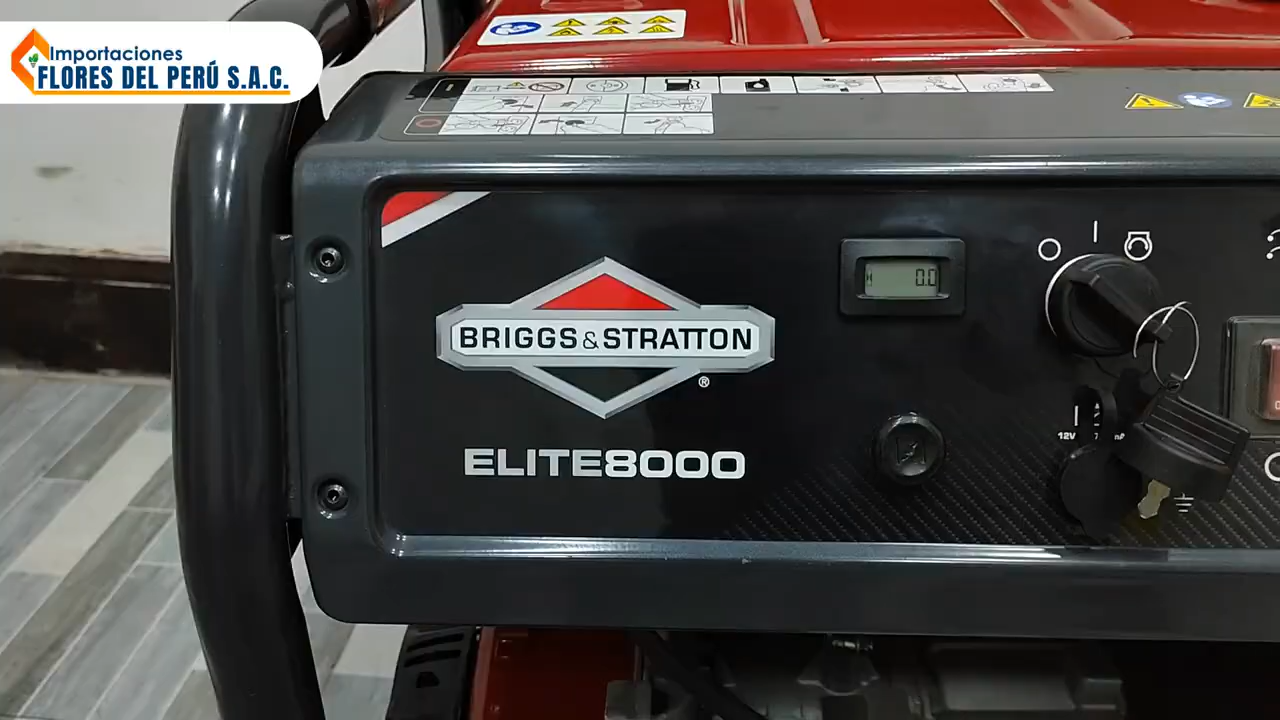 Importaciones
FLORES DEL PERÚ S.A.C.
BRIGGS & STRATTON
®
ELITE8000
0.0
12V